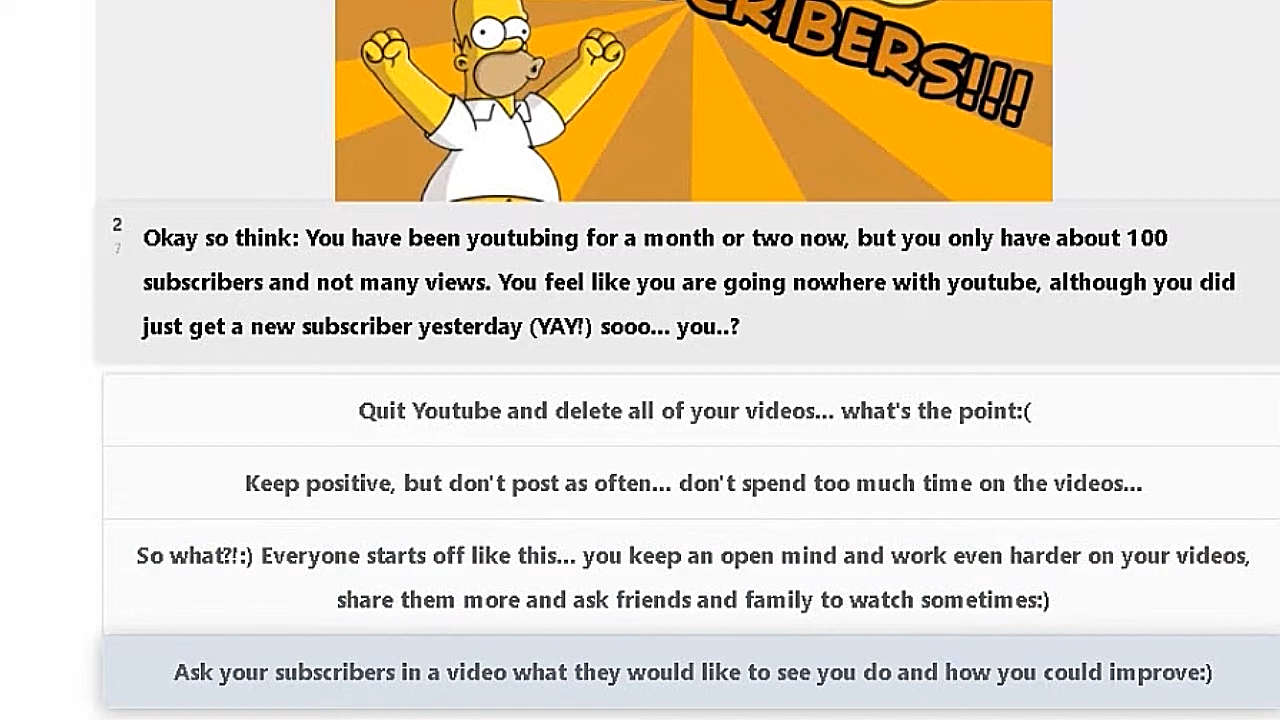 CRIBERS!!!
2
7
Okay so think: You have been youtubing for a month or two now, but you only have about 100
subscribers and not many views. You feel like you are going nowhere with youtube, although you did
just get a new subscriber yesterday (YAY!) sooo... you..?
Quit Youtube and delete all of your videos... what's the point:(
Keep positive, but don't post as often... don't spend too much time on the videos...
So what?!:) Everyone starts off like this... you keep an open mind and work even harder on your videos,
share them more and ask friends and family to watch sometimes:)
Ask your subscribers in a video what they would like to see you do and how you could improve:)